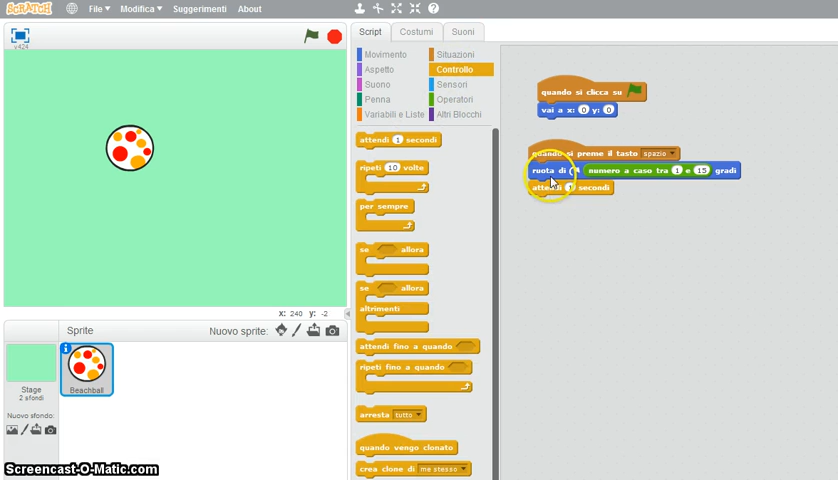 SCRATCH File▼ Modifica▼ Suggerimenti About
v424
Script Costumi Suoni
Movimento Situazioni
Aspetto Controllo
Suono Sensori
Penna Operatori
Variabili e Liste Altri Blocchi
attendi 1 secondi
ripeti 10 volte
per sempre
se allora
se allora
altrimenti
attendi fino a quando
ripeti fino a quando
arresta tutto
quando vengo clonato
crea clone di me stesso
quando si clicca su
vai a x: 0 y: 0
quando si preme il tasto spazio
ruota di numero a caso tra 1 e 15 gradi
attendi 1 secondi
x: 240 y: -2
Sprite Nuovo sprite:
Stage
2 sfondi
Nuovo sfondo:
i
Beachball
Screencast-O-Matic.com